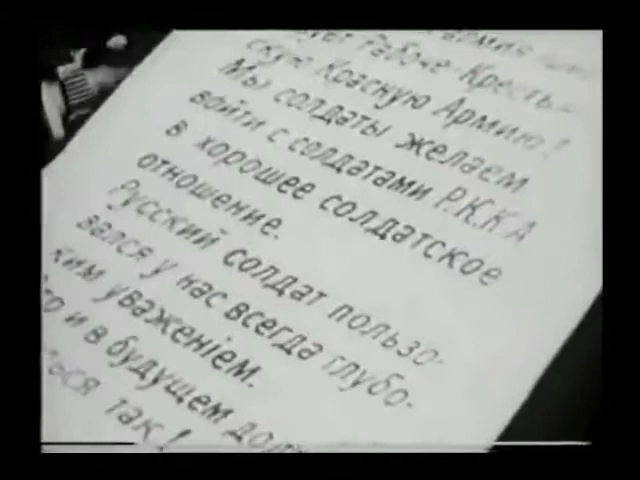 армия
Рабоче-Кресть-
скую Красную Армию!
Мы солдаты желаем
войти с солдатами Р.К.К.А
в хорошее солдатское
отношение.
Русский солдат пользо-
вался у нас всегда глубо-
ким уваженіем.
и в будущем
так!